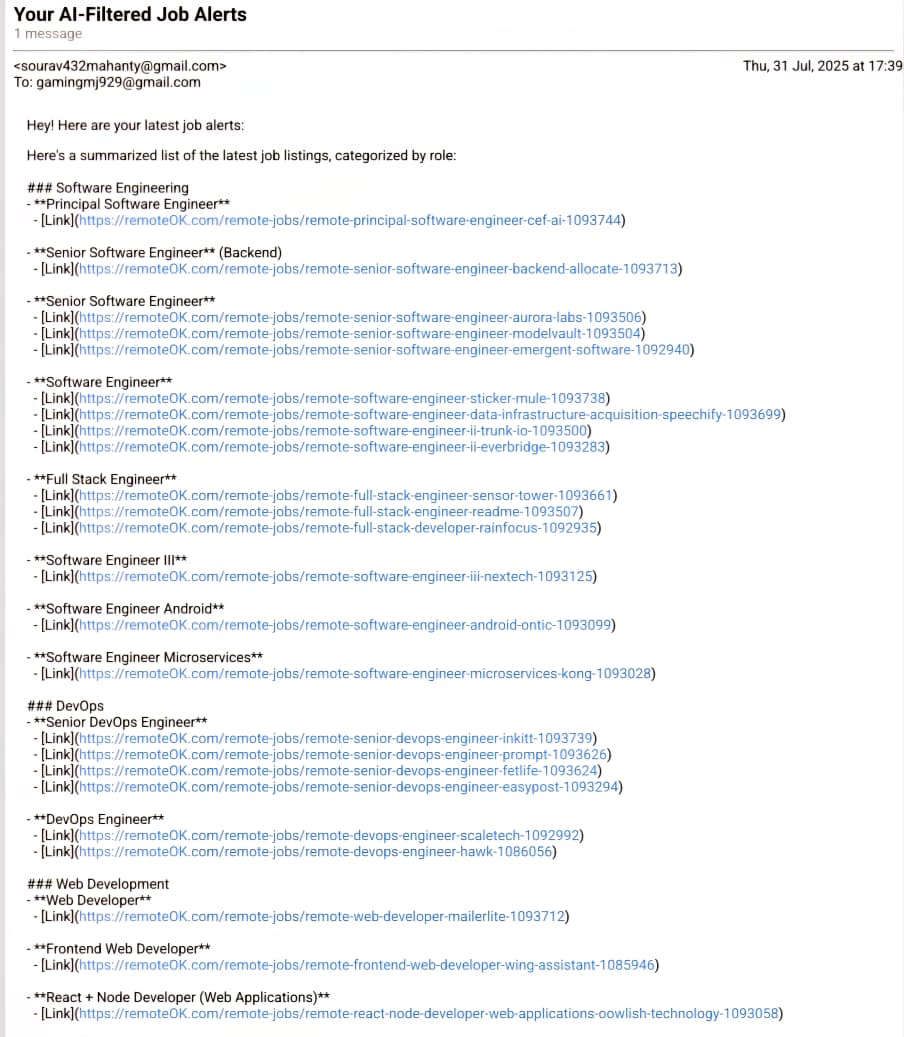 Your AI-Filtered Job Alerts
1 message
<sourav432mahanty@gmail.com>
Thu, 31 Jul, 2025 at 17:39
To: gamingmj929@gmail.com
Hey! Here are your latest job alerts:
Here's a summarized list of the latest job listings, categorized by role:
### Software Engineering
- **Principal Software Engineer**
- [Link](https://remoteOK.com/remote-jobs/remote-principal-software-engineer-cef-ai-1093744)
- **Senior Software Engineer** (Backend)
- [Link](https://remoteOK.com/remote-jobs/remote-senior-software-engineer-backend-allocate-1093713)
- **Senior Software Engineer**
- [Link](https://remoteOK.com/remote-jobs/remote-senior-software-engineer-aurora-labs-1093506)
- [Link](https://remoteOK.com/remote-jobs/remote-senior-software-engineer-modelvault-1093504)
- [Link](https://remoteOK.com/remote-jobs/remote-senior-software-engineer-emergent-software-1092940)
- **Software Engineer**
- [Link](https://remoteOK.com/remote-jobs/remote-software-engineer-sticker-mule-1093738)
- [Link](https://remoteOK.com/remote-jobs/remote-software-engineer-data-infrastructure-acquisition-speechify-1093699)
- [Link](https://remoteOK.com/remote-jobs/remote-software-engineer-ii-trunk-io-1093500)
- [Link](https://remoteOK.com/remote-jobs/remote-software-engineer-ii-everbridge-1093283)
- **Full Stack Engineer**
- [Link](https://remoteOK.com/remote-jobs/remote-full-stack-engineer-sensor-tower-1093661)
- [Link](https://remoteOK.com/remote-jobs/remote-full-stack-engineer-readme-1093507)
- [Link](https://remoteOK.com/remote-jobs/remote-full-stack-developer-rainfocus-1092935)
- **Software Engineer III**
- [Link](https://remoteOK.com/remote-jobs/remote-software-engineer-iii-nextech-1093125)
- **Software Engineer Android**
- [Link](https://remoteOK.com/remote-jobs/remote-software-engineer-android-ontic-1093099)
- **Software Engineer Microservices**
- [Link](https://remoteOK.com/remote-jobs/remote-software-engineer-microservices-kong-1093028)
### DevOps
- **Senior DevOps Engineer**
- [Link](https://remoteOK.com/remote-jobs/remote-senior-devops-engineer-inkitt-1093739)
- [Link](https://remoteOK.com/remote-jobs/remote-senior-devops-engineer-prompt-1093626)
- [Link](https://remoteOK.com/remote-jobs/remote-senior-devops-engineer-fetlife-1093624)
- [Link](https://remoteOK.com/remote-jobs/remote-senior-devops-engineer-easypost-1093294)
- **DevOps Engineer**
- [Link](https://remoteOK.com/remote-jobs/remote-devops-engineer-scaletech-1092992)
- [Link](https://remoteOK.com/remote-jobs/remote-devops-engineer-hawk-1086056)
### Web Development
- **Web Developer**
- [Link](https://remoteOK.com/remote-jobs/remote-web-developer-mailerlite-1093712)
- **Frontend Web Developer**
- [Link](https://remoteOK.com/remote-jobs/remote-frontend-web-developer-wing-assistant-1085946)
- **React + Node Developer (Web Applications)**
- [Link](https://remoteOK.com/remote-jobs/remote-react-node-developer-web-applications-oowlish-technology-1093058)